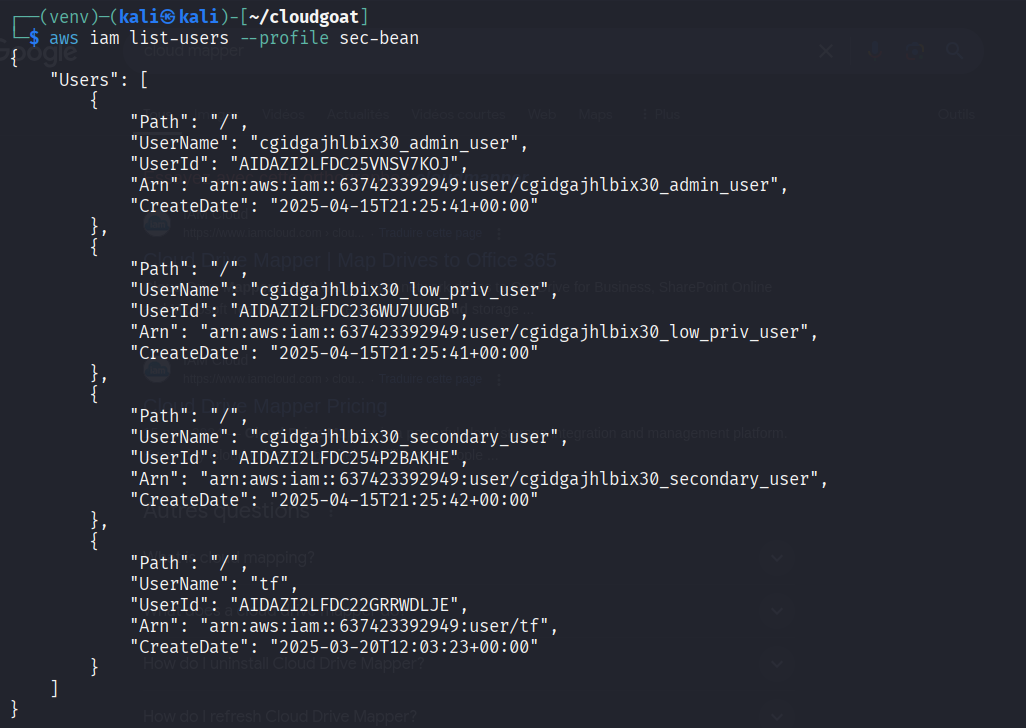 ┌──(venv)─(kali㉿kali)-[~/cloudgoat]
└─$ aws iam list-users --profile sec-bean
{
    "Users": [
        {
            "Path": "/",
            "UserName": "cgidgajhlbix30_admin_user",
            "UserId": "AIDAZI2LFDC25VNSV7KOJ",
            "Arn": "arn:aws:iam::637423392949:user/cgidgajhlbix30_admin_user",
            "CreateDate": "2025-04-15T21:25:41+00:00"
        },
        {
            "Path": "/",
            "UserName": "cgidgajhlbix30_low_priv_user",
            "UserId": "AIDAZI2LFDC236WU7UUGB",
            "Arn": "arn:aws:iam::637423392949:user/cgidgajhlbix30_low_priv_user",
            "CreateDate": "2025-04-15T21:25:41+00:00"
        },
        {
            "Path": "/",
            "UserName": "cgidgajhlbix30_secondary_user",
            "UserId": "AIDAZI2LFDC254P2BAKHE",
            "Arn": "arn:aws:iam::637423392949:user/cgidgajhlbix30_secondary_user",
            "CreateDate": "2025-04-15T21:25:42+00:00"
        },
        {
            "Path": "/",
            "UserName": "tf",
            "UserId": "AIDAZI2LFDC22GRRWDLJE",
            "Arn": "arn:aws:iam::637423392949:user/tf",
            "CreateDate": "2025-03-20T12:03:23+00:00"
        }
    ]
}